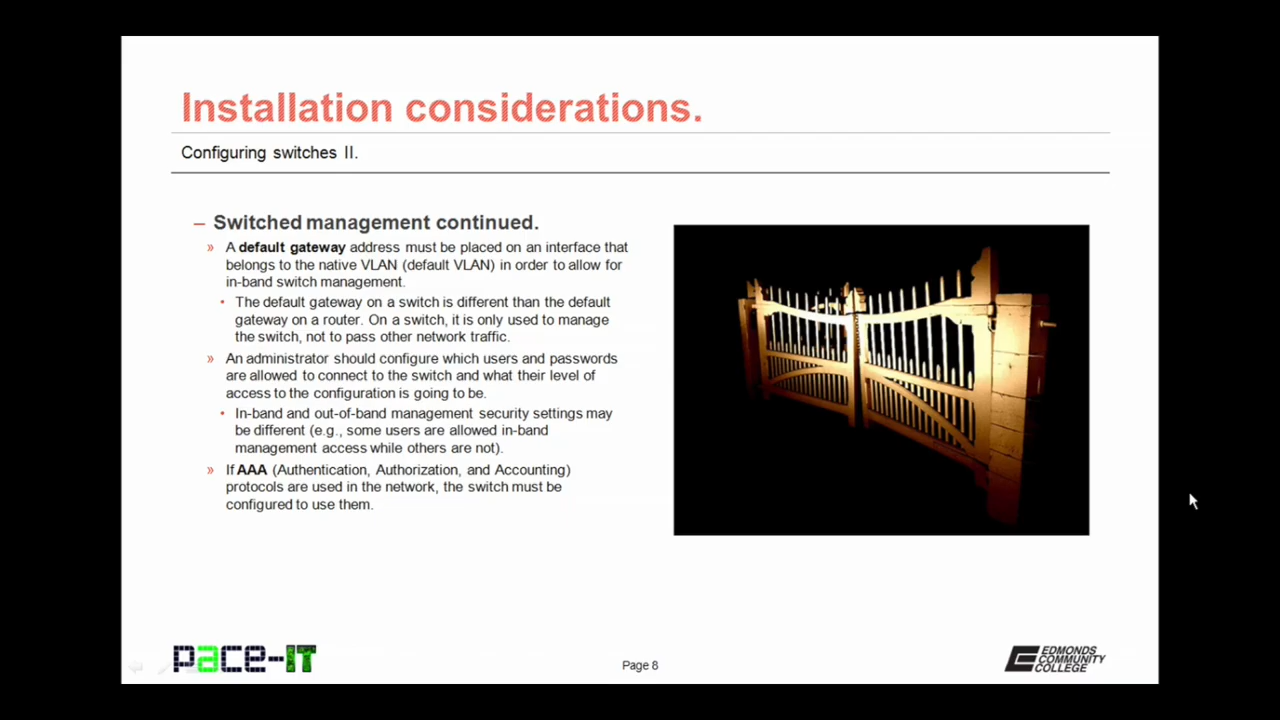 Installation considerations.
Configuring switches II.
– Switched management continued.
» A default gateway address must be placed on an interface that
belongs to the native VLAN (default VLAN) in order to allow for
in-band switch management.
• The default gateway on a switch is different than the default
gateway on a router. On a switch, it is only used to manage
the switch, not to pass other network traffic.
» An administrator should configure which users and passwords
are allowed to connect to the switch and what their level of
access to the configuration is going to be.
• In-band and out-of-band management security settings may
be different (e.g., some users are allowed in-band
management access while others are not).
» If AAA (Authentication, Authorization, and Accounting)
protocols are used in the network, the switch must be
configured to use them.
pace-IT
Page 8
EDMONDS
COMMUNITY
COLLEGE